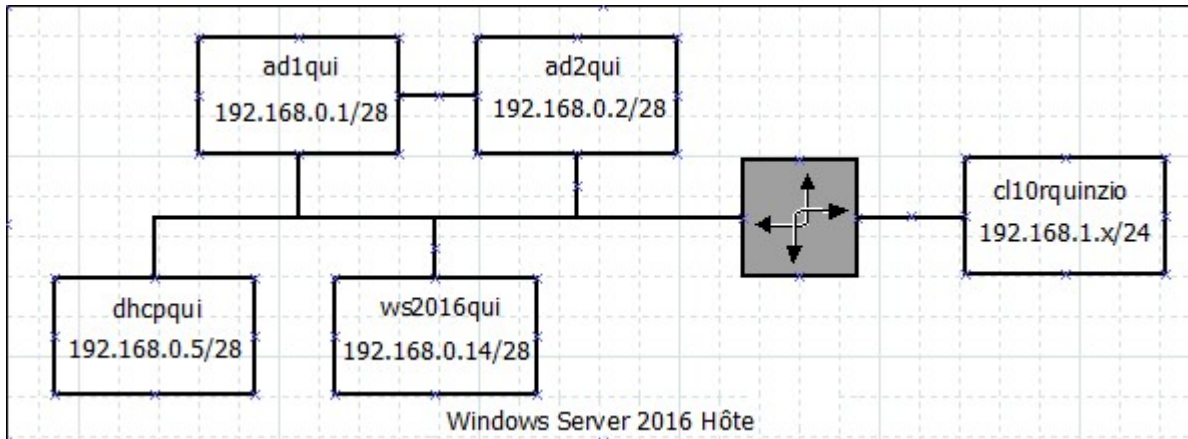 ad1qui
192.168.0.1/28
ad2qui
192.168.0.2/28
cl10rquinzio
192.168.1.x/24
dhcpqui
192.168.0.5/28
ws2016qui
192.168.0.14/28
Windows Server 2016 Hôte